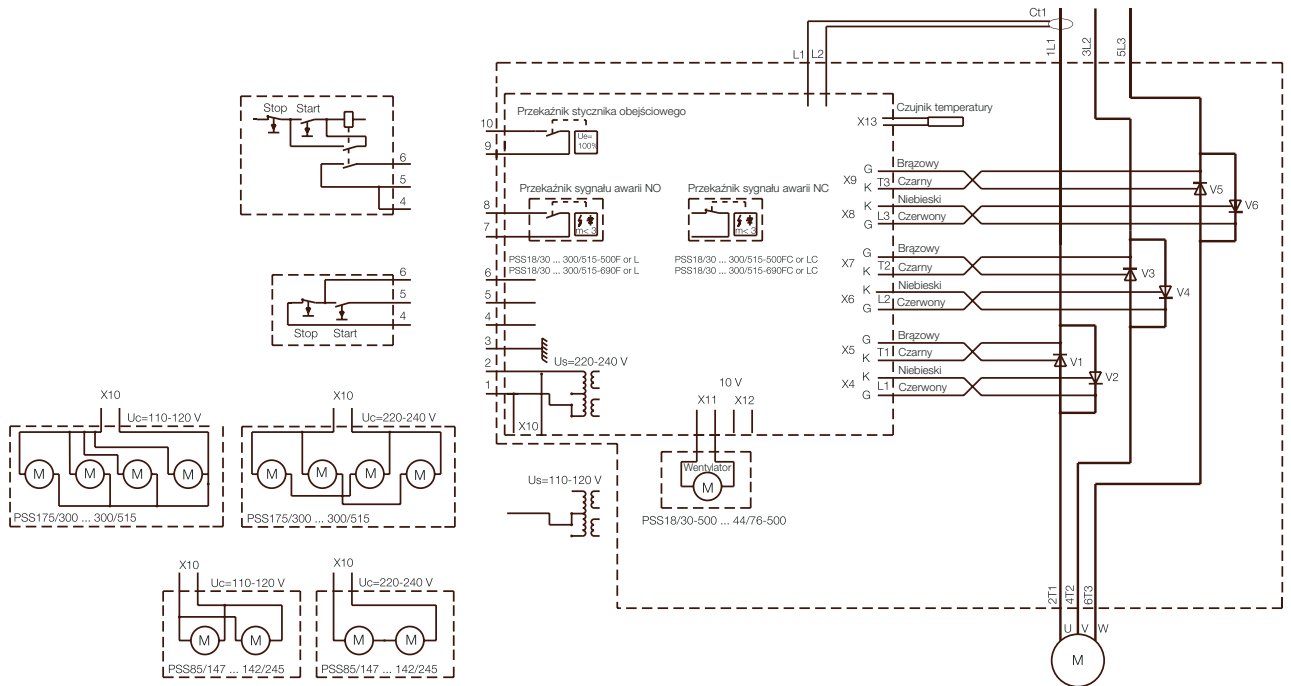 Ct1
1L1
3L2
5L3
L1 L2
Stop Start
6
5
4
Przekaźnik stycznika obejściowego
10
9
Ue=
100%
X13
Czujnik temperatury
Przekaźnik sygnału awarii NO
8
7
m< 3
PSS18/30 ... 300/515-500F or L
PSS18/30 ... 300/515-690F or L
Przekaźnik sygnału awarii NC
m< 3
PSS18/30 ... 300/515-500FC or LC
PSS18/30 ... 300/515-690FC or LC
X9
G Brązowy
K T3 Czarny
X8
K Niebieski
G L3 Czerwony
V5
V6
X7
G Brązowy
K T2 Czarny
X6
K Niebieski
G L2 Czerwony
V3
V4
X5
G Brązowy
K T1 Czarny
X4
K Niebieski
G L1 Czerwony
V1
V2
6
5
4
Stop Start
6
5
4
3
2
1
Us=220-240 V
X10
10 V
X11 X12
Wentylator
M
PSS18/30-500 ... 44/76-500
Us=110-120 V
X10
Uc=110-120 V
M M M M
PSS175/300 ... 300/515
X10
Uc=220-240 V
M M M M
PSS175/300 ... 300/515
X10
Uc=110-120 V
M M
PSS85/147 ... 142/245
X10
Uc=220-240 V
M M
PSS85/147 ... 142/245
2T1
4T2
6T3
U V W
M